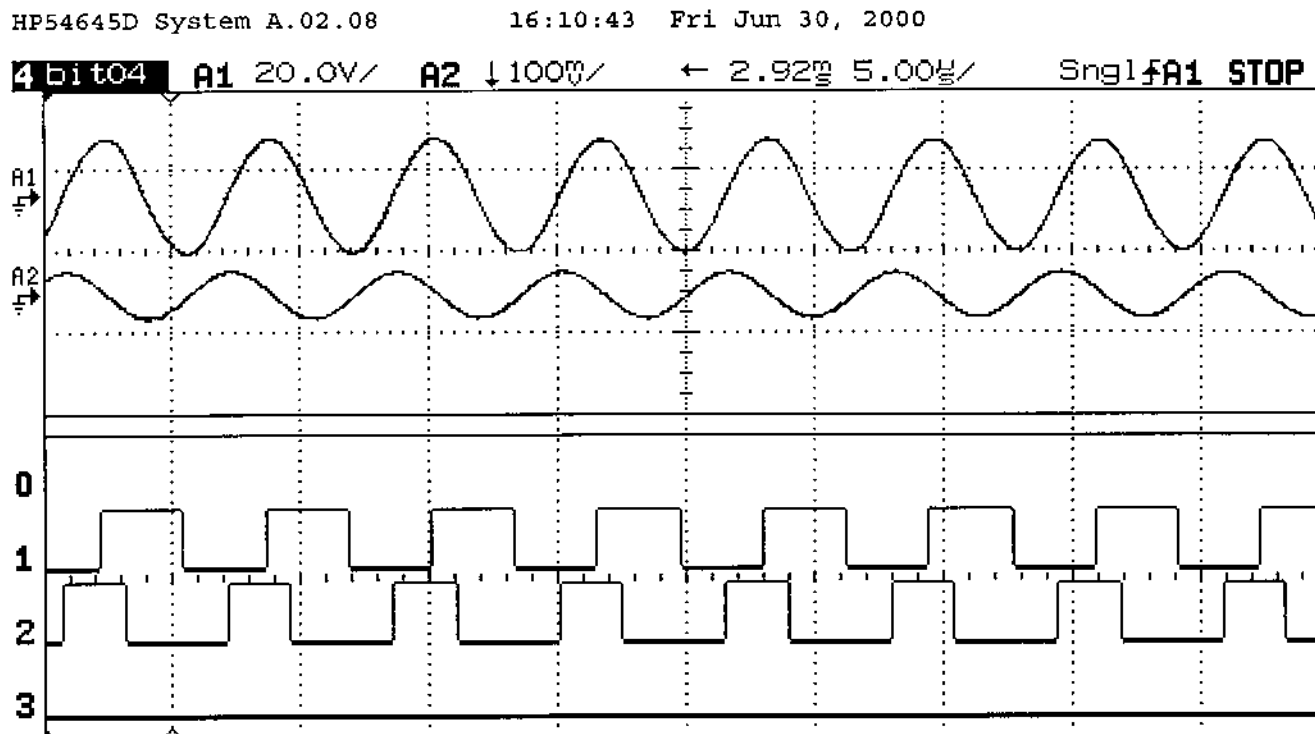 HP54645D System A.02.08 16:10:43 Fri Jun 30, 2000
4 bit04 A1 20.0V/ A2 ↓100mV/ ← 2.92ms 5.00µs/ Sngl A1 STOP
A1
A2
0
1
2
3